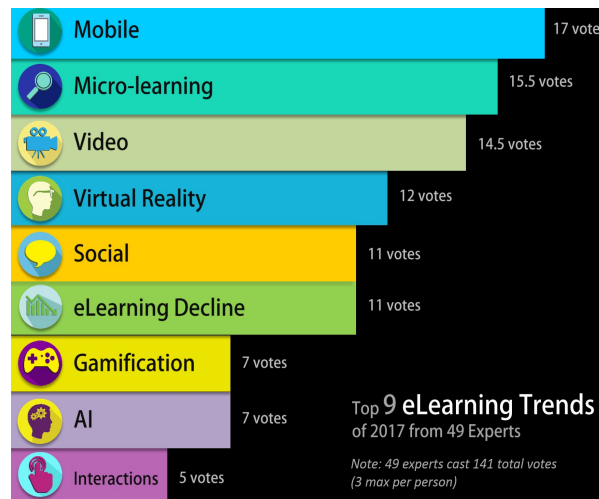 Mobile
17 vote
Micro-learning
15.5 votes
Video
14.5 votes
Virtual Reality
12 votes
Social
11 votes
eLearning Decline
11 votes
Gamification
7 votes
AI
7 votes
Interactions
5 votes
Top 9 eLearning Trends
of 2017 from 49 Experts
Note: 49 experts cast 141 total votes
(3 max per person)